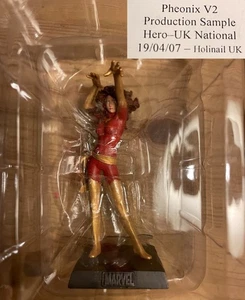 Pheonix V2
Production Sample
Hero–UK National
19/04/07 – Holinail UK
MARVEL